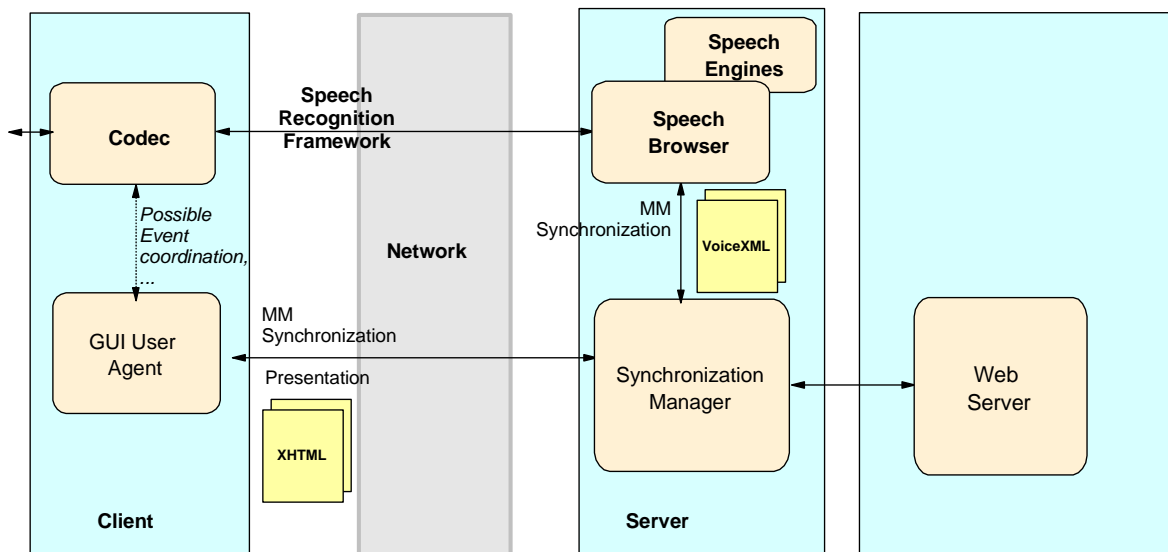 Speech
Engines
Speech
Recognition
Framework
Codec
Speech
Browser
Possible
Event
coordination,
...
MM
Synchronization
VoiceXML
Network
MM
Synchronization
GUI User
Agent
Presentation
Synchronization
Manager
Web
Server
XHTML
Client
Server